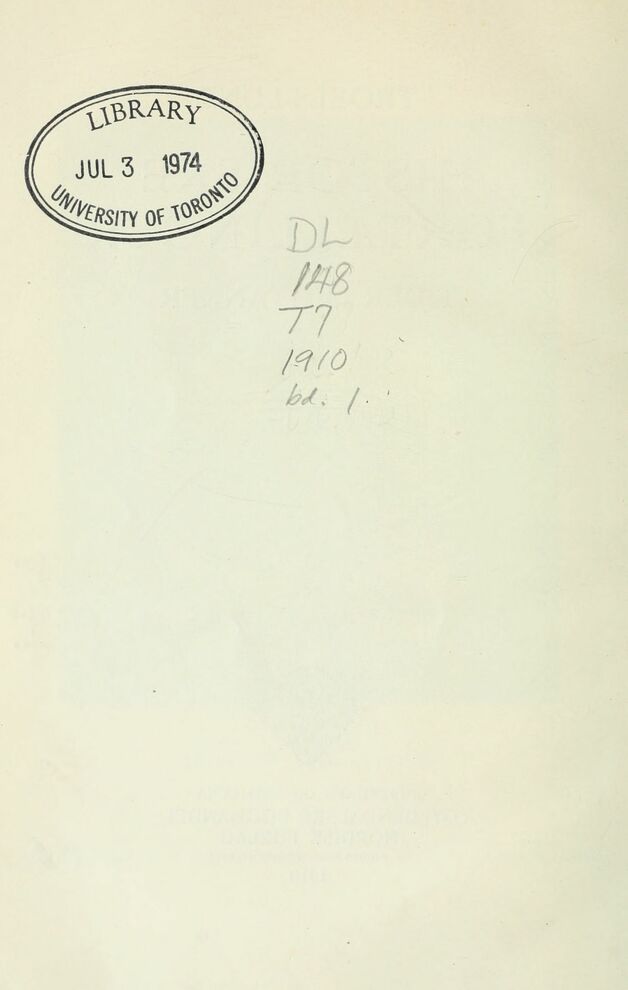 LIBRARY
JUL 3 1974
UNIVERSITY OF TORONTO
DL
148
T7
1910
bd. 1.